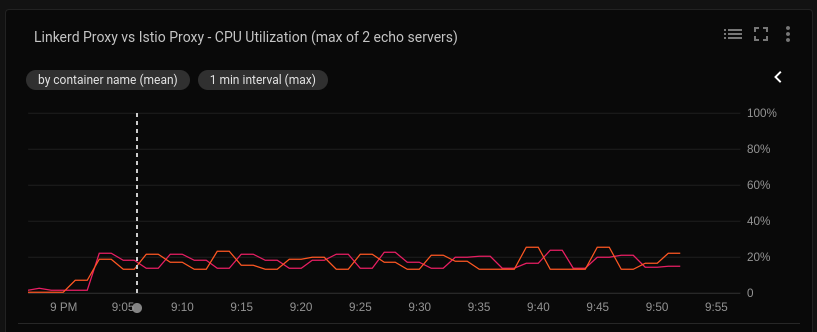 Linkerd Proxy vs Istio Proxy - CPU Utilization (max of 2 echo servers)
by container name (mean) 1 min interval (max)
100%
80%
60%
40%
20%
0
9 PM 9:05 9:10 9:15 9:20 9:25 9:30 9:35 9:40 9:45 9:50 9:55